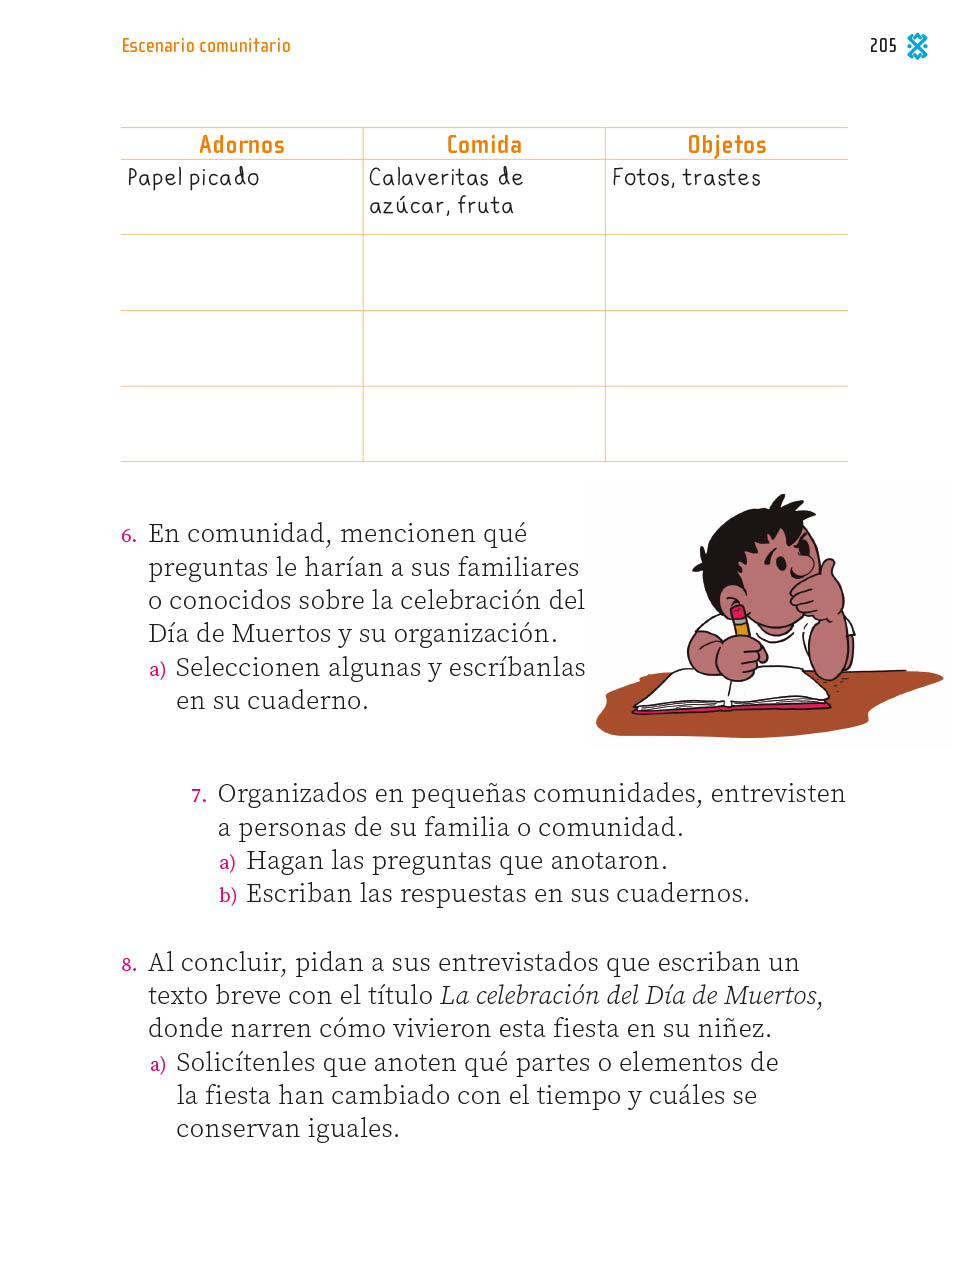 Escenario comunitario
205
Adornos Comida Objetos
Papel picado Calaveritas de Fotos, trastes
azúcar, fruta
6. En comunidad, mencionen qué
preguntas le harían a sus familiares
o conocidos sobre la celebración del
Día de Muertos y su organización.
a) Seleccionen algunas y escríbanlas
en su cuaderno.
7. Organizados en pequeñas comunidades, entrevisten
a personas de su familia o comunidad.
a) Hagan las preguntas que anotaron.
b) Escriban las respuestas en sus cuadernos.
8. Al concluir, pidan a sus entrevistados que escriban un
texto breve con el título La celebración del Día de Muertos,
donde narren cómo vivieron esta fiesta en su niñez.
a) Solicítenles que anoten qué partes o elementos de
la fiesta han cambiado con el tiempo y cuáles se
conservan iguales.